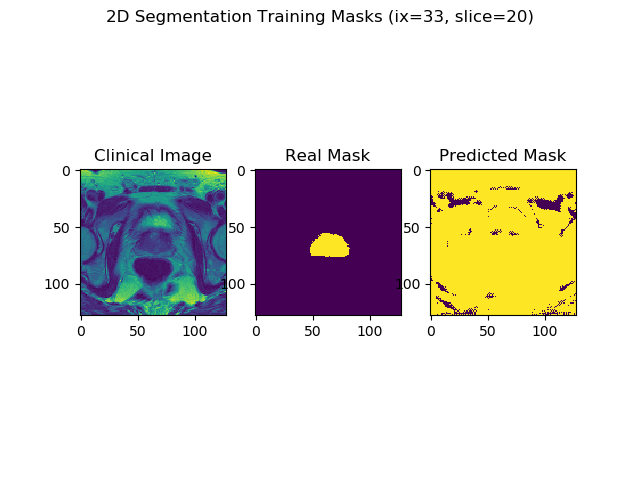 2D Segmentation Training Masks (ix=33, slice=20)
Clinical Image Real Mask Predicted Mask
0 0 0
50 50 50
100 100 100
0 50 100 0 50 100 0 50 100